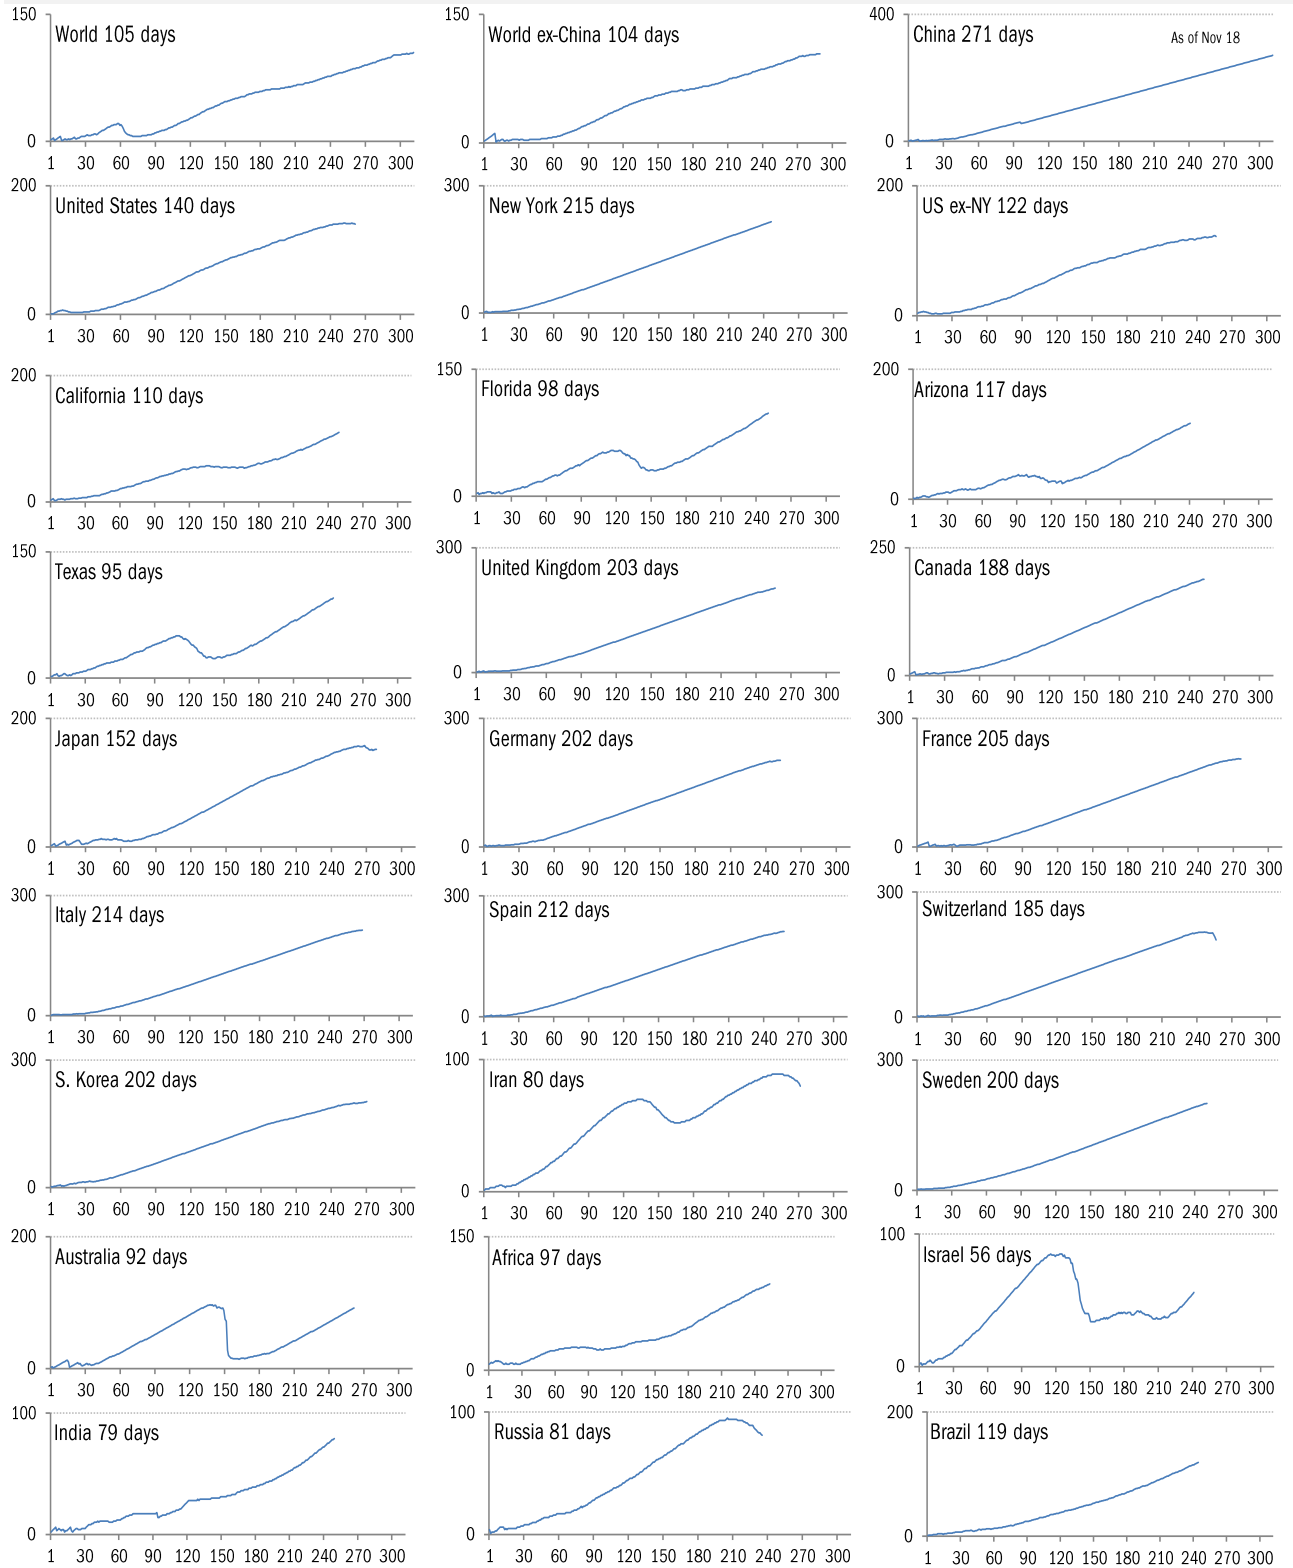 150
World 105 days
0
1 30 60 90 120 150 180 210 240 270 300
150
World ex-China 104 days
0
1 30 60 90 120 150 180 210 240 270 300
400
China 271 days
As of Nov 18
0
1 30 60 90 120 150 180 210 240 270 300
200
United States 140 days
0
1 30 60 90 120 150 180 210 240 270 300
300
New York 215 days
0
1 30 60 90 120 150 180 210 240 270 300
200
US ex-NY 122 days
0
1 30 60 90 120 150 180 210 240 270 300
200
California 110 days
0
1 30 60 90 120 150 180 210 240 270 300
150
Florida 98 days
0
1 30 60 90 120 150 180 210 240 270 300
200
Arizona 117 days
0
1 30 60 90 120 150 180 210 240 270 300
150
Texas 95 days
0
1 30 60 90 120 150 180 210 240 270 300
300
United Kingdom 203 days
0
1 30 60 90 120 150 180 210 240 270 300
250
Canada 188 days
0
1 30 60 90 120 150 180 210 240 270 300
200
Japan 152 days
0
1 30 60 90 120 150 180 210 240 270 300
300
Germany 202 days
0
1 30 60 90 120 150 180 210 240 270 300
300
France 205 days
0
1 30 60 90 120 150 180 210 240 270 300
300
Italy 214 days
0
1 30 60 90 120 150 180 210 240 270 300
300
Spain 212 days
0
1 30 60 90 120 150 180 210 240 270 300
300
Switzerland 185 days
0
1 30 60 90 120 150 180 210 240 270 300
300
S. Korea 202 days
0
1 30 60 90 120 150 180 210 240 270 300
100
Iran 80 days
0
1 30 60 90 120 150 180 210 240 270 300
300
Sweden 200 days
0
1 30 60 90 120 150 180 210 240 270 300
200
Australia 92 days
0
1 30 60 90 120 150 180 210 240 270 300
150
Africa 97 days
0
1 30 60 90 120 150 180 210 240 270 300
100
Israel 56 days
0
1 30 60 90 120 150 180 210 240 270 300
100
India 79 days
0
1 30 60 90 120 150 180 210 240 270 300
100
Russia 81 days
0
1 30 60 90 120 150 180 210 240 270 300
200
Brazil 119 days
0
1 30 60 90 120 150 180 210 240 270 300